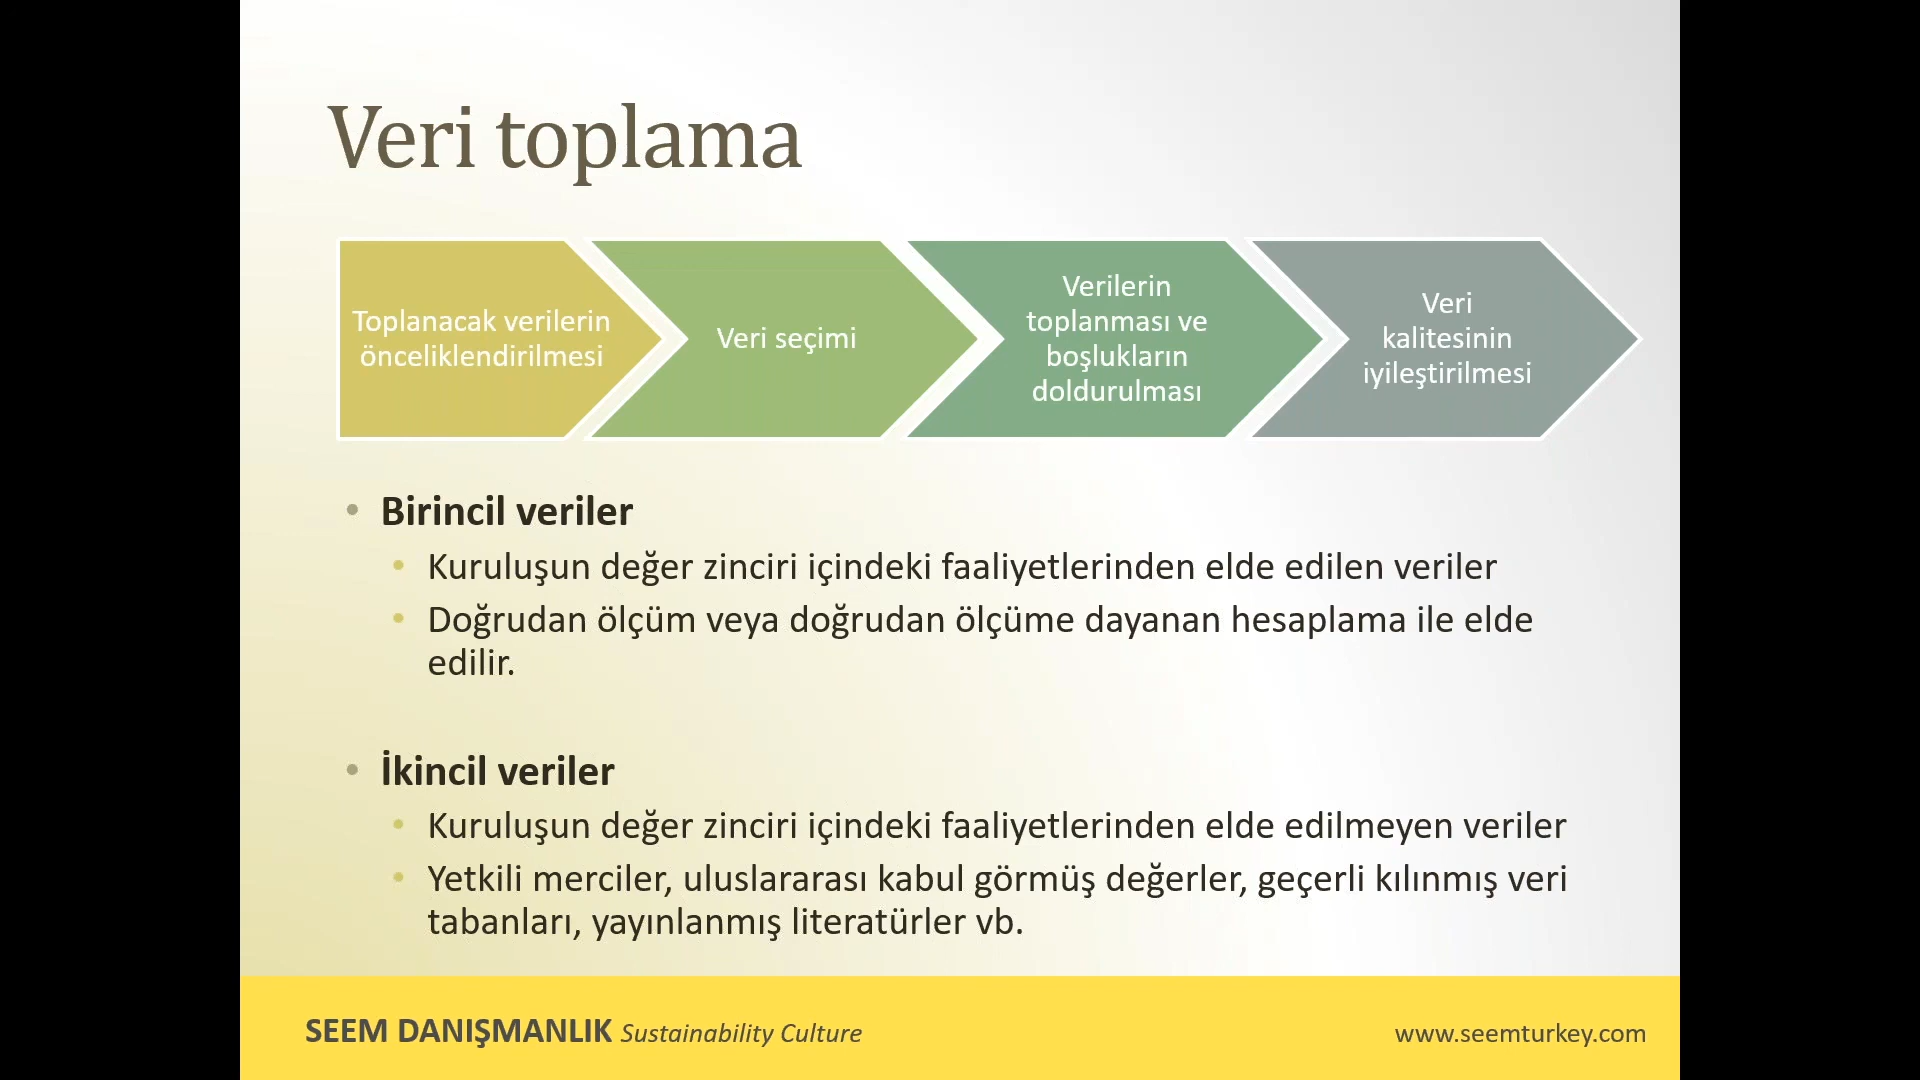 Veri toplama
Toplanacak verilerin
önceliklendirilmesi
Veri seçimi
Verilerin
toplanması ve
boşlukların
doldurulması
Veri
kalitesinin
iyileştirilmesi
• Birincil veriler
• Kuruluşun değer zinciri içindeki faaliyetlerinden elde edilen veriler
• Doğrudan ölçüm veya doğrudan ölçüme dayanan hesaplama ile elde
edilir.
• İkincil veriler
• Kuruluşun değer zinciri içindeki faaliyetlerinden elde edilmeyen veriler
• Yetkili merciler, uluslararası kabul görmüş değerler, geçerli kılınmış veri
tabanları, yayınlanmış literatürler vb.
SEEM DANIŞMANLIK Sustainability Culture
www.seemturkey.com